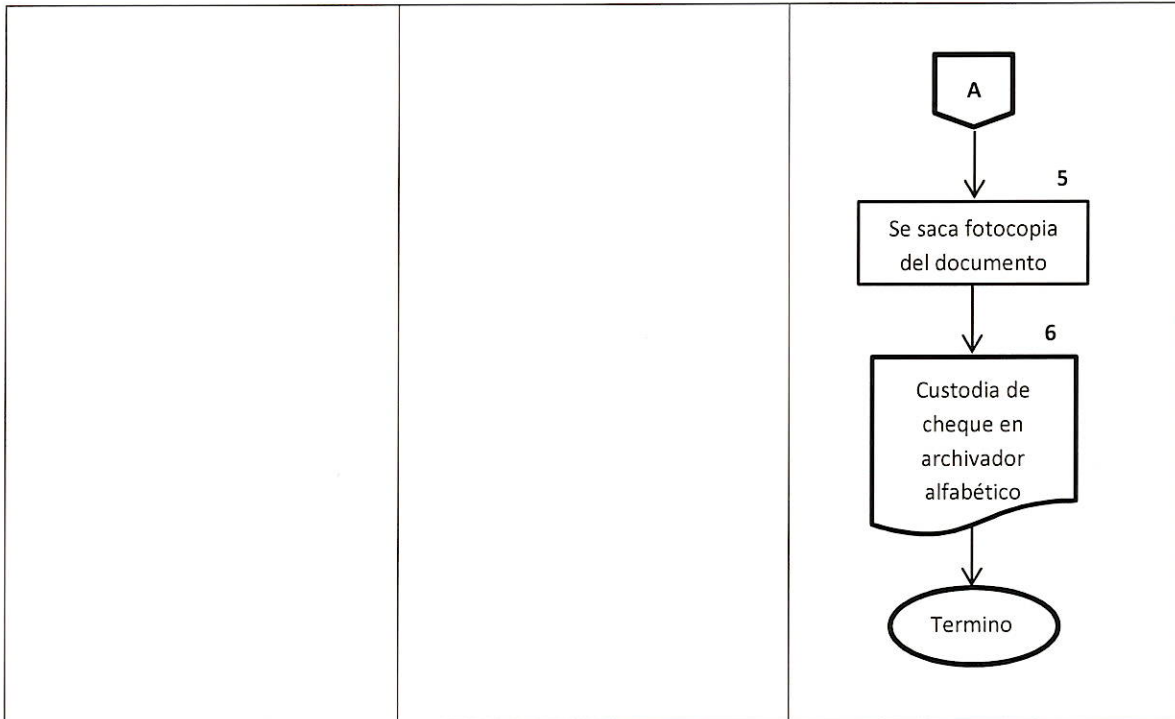 A
5
Se saca fotocopia
del documento
6
Custodia de
cheque en
archivador
alfabético
Termino